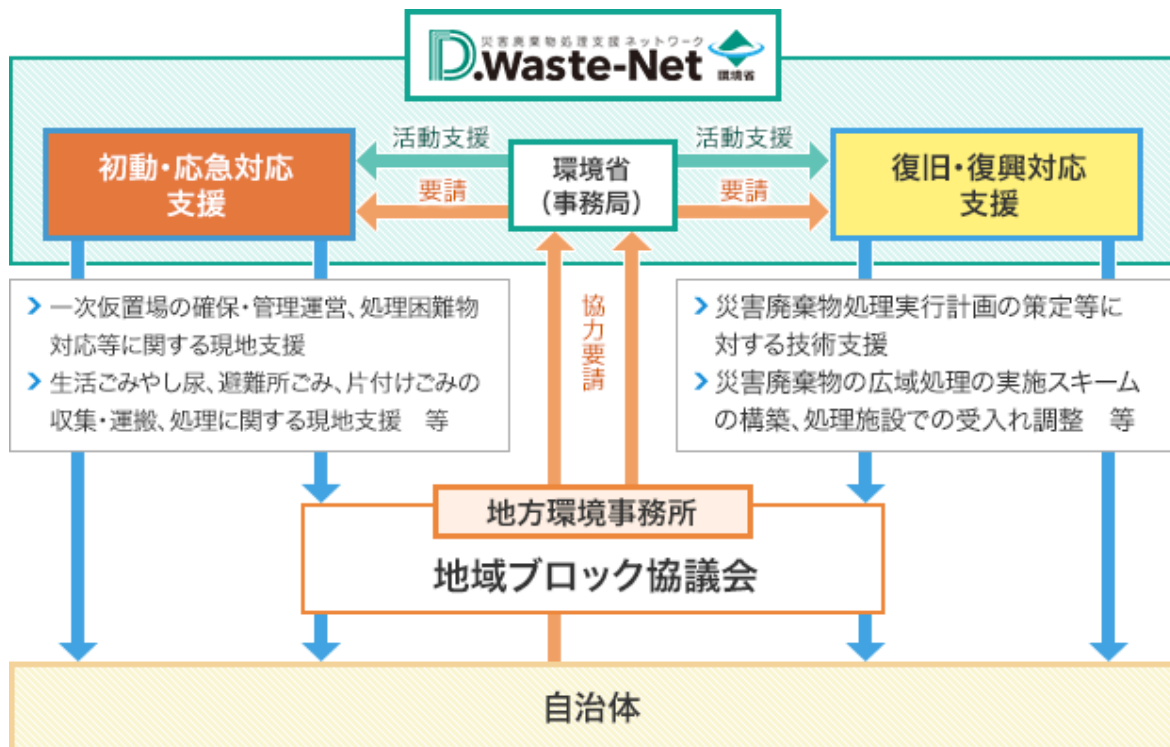 災害廃棄物処理支援ネットワーク
D.Waste-Net
環境省
初動・応急対応
支援
活動支援
要請
環境省
（事務局）
活動支援
要請
復旧・復興対応
支援
一次仮置場の確保・管理運営、処理困難物
対応等に関する現地支援
生活ごみやし尿、避難所ごみ、片付けごみの
収集・運搬、処理に関する現地支援　等
協力要請
災害廃棄物処理実行計画の策定等に
対する技術支援
災害廃棄物の広域処理の実施スキーム
の構築、処理施設での受入れ調整　等
地方環境事務所
地域ブロック協議会
自治体